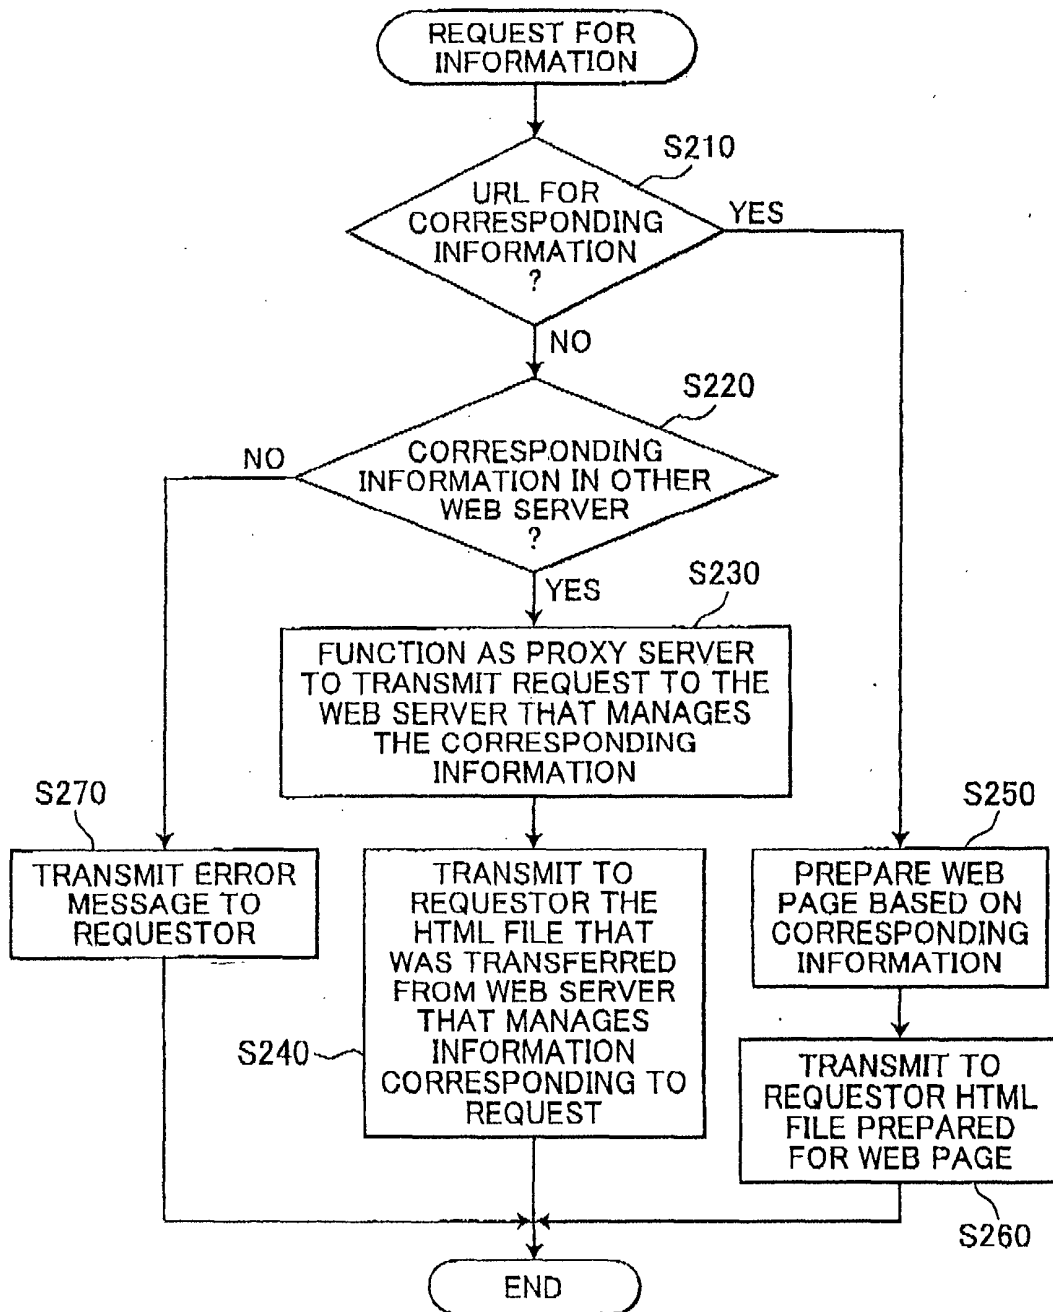 REQUEST FOR
INFORMATION
S210
URL FOR
CORRESPONDING
INFORMATION
?
YES
NO
S220
CORRESPONDING
INFORMATION IN OTHER
WEB SERVER
?
NO
YES
S230
FUNCTION AS PROXY SERVER
TO TRANSMIT REQUEST TO THE
WEB SERVER THAT MANAGES
THE CORRESPONDING
INFORMATION
S270
TRANSMIT ERROR
MESSAGE TO
REQUESTOR
TRANSMIT TO
REQUESTOR THE
HTML FILE THAT
WAS TRANSFERRED
FROM WEB SERVER
THAT MANAGES
INFORMATION
CORRESPONDING TO
REQUEST
S240
S250
PREPARE WEB
PAGE BASED ON
CORRESPONDING
INFORMATION
TRANSMIT TO
REQUESTOR HTML
FILE PREPARED
FOR WEB PAGE
S260
END